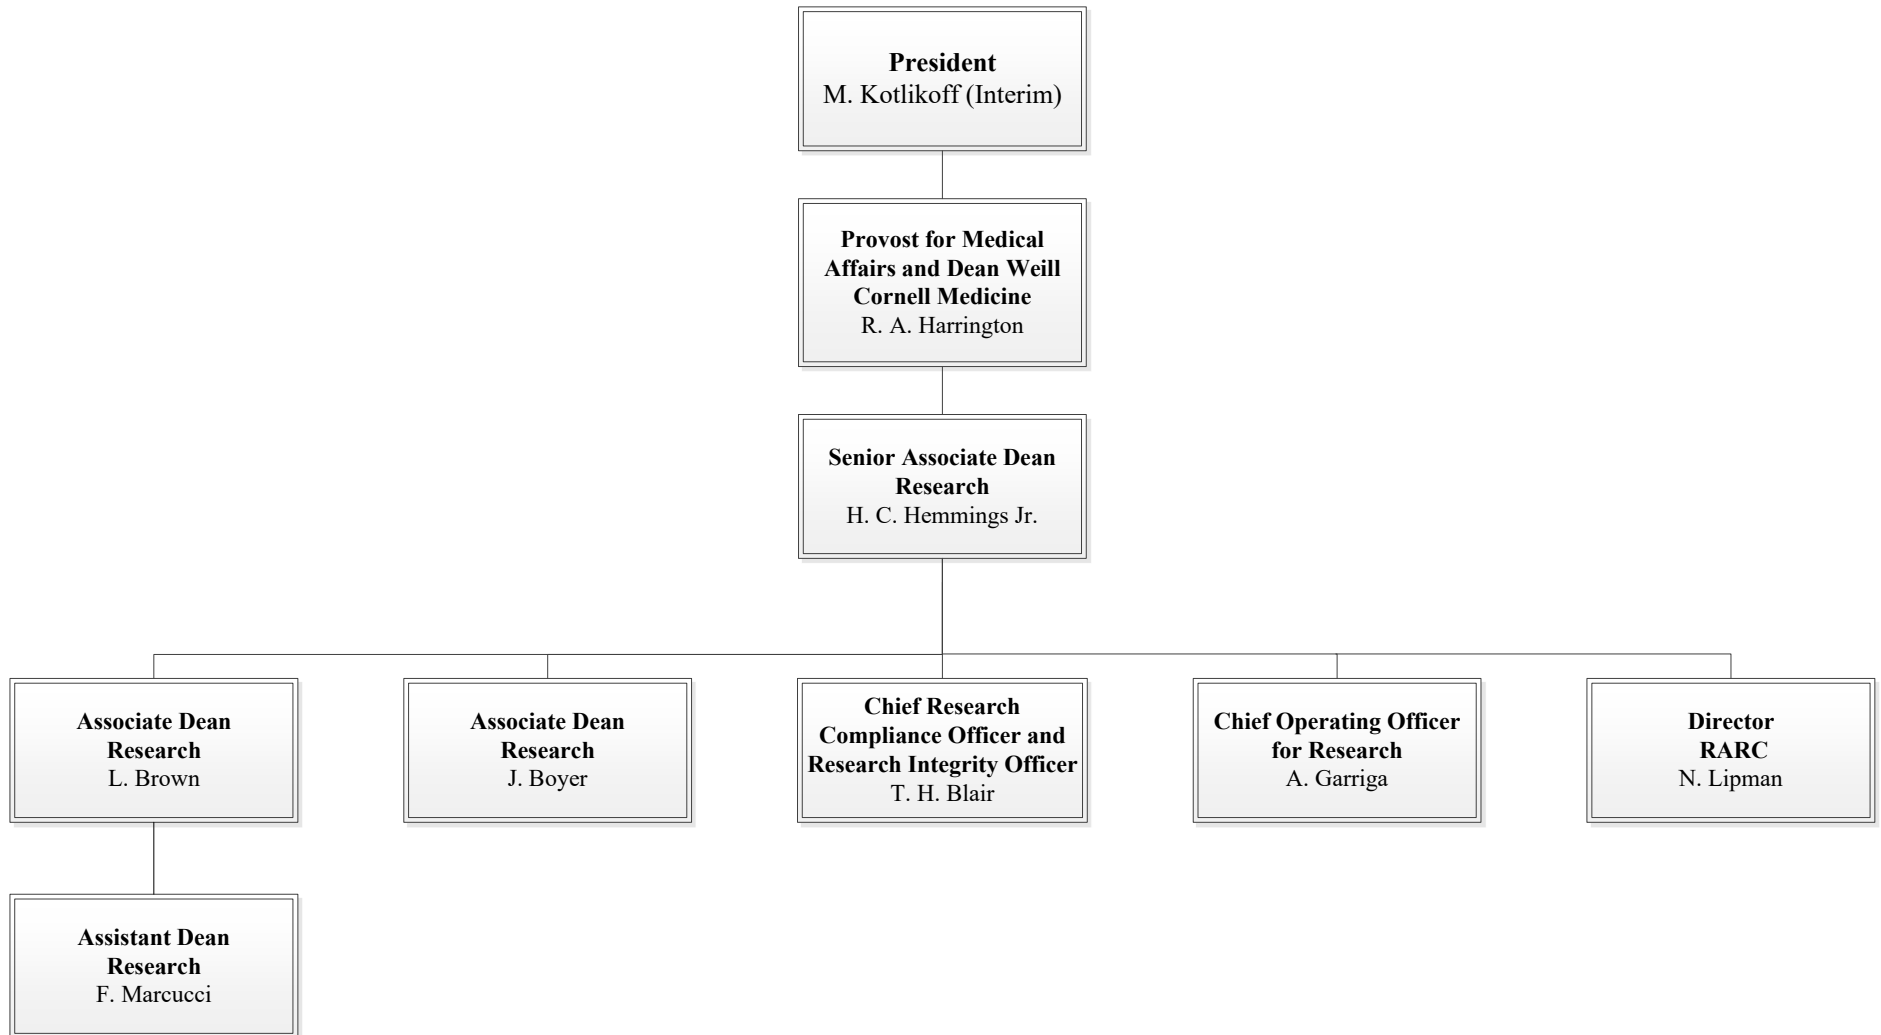 President
M. Kotlikoff (Interim)
Provost for Medical
Affairs and Dean Weill
Cornell Medicine
R. A. Harrington
Senior Associate Dean
Research
H. C. Hemmings Jr.
Associate Dean
Research
L. Brown
Associate Dean
Research
J. Boyer
Chief Research
Compliance Officer and
Research Integrity Officer
T. H. Blair
Chief Operating Officer
for Research
A. Garriga
Director
RARC
N. Lipman
Assistant Dean
Research
F. Marcucci